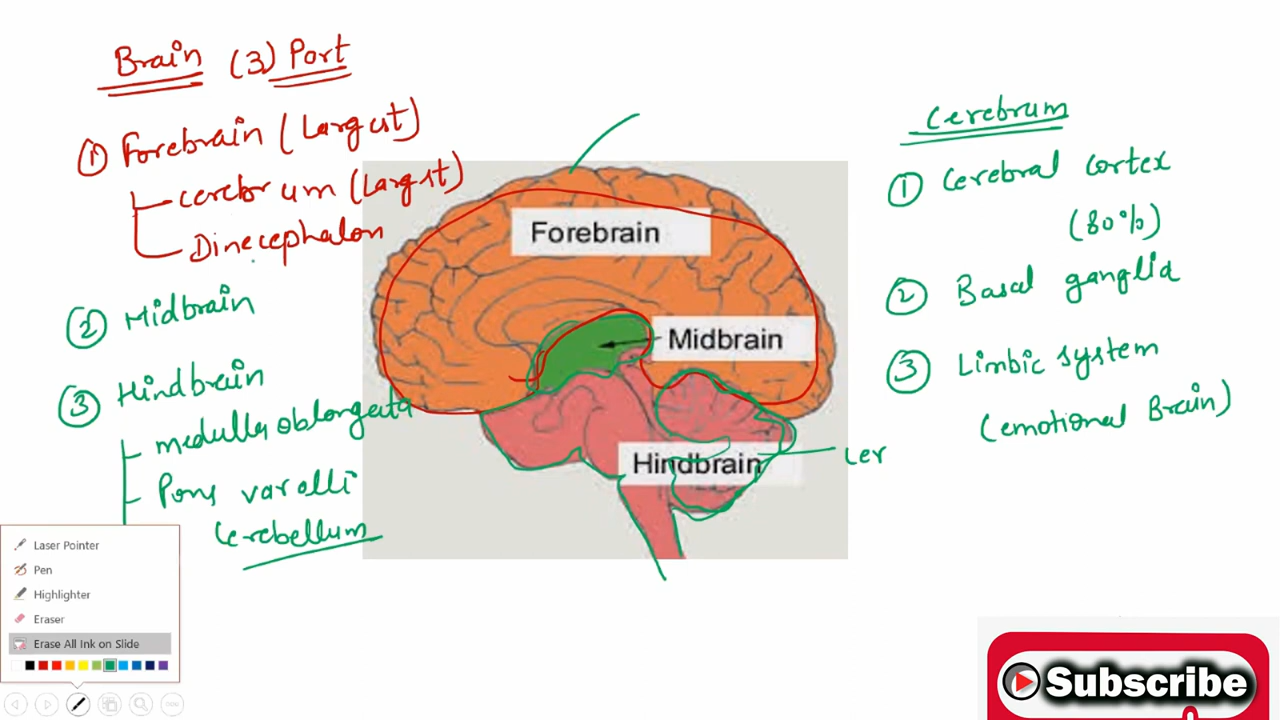 Brain (3) Port
① Forebrain (Largest)
cerebrum (Largest)
Dinecephalon
② Midbrain
③ Hindbrain
medulla oblongata
Pons varolli
Cerebellum
Forebrain
Midbrain
Hindbrain
Cer
Cerebrum
① Cerebral cortex
(80%)
② Basal ganglia
③ Limbic system
(emotional Brain)
Laser Pointer
Pen
Highlighter
Eraser
Erase All Ink on Slide
Subscribe